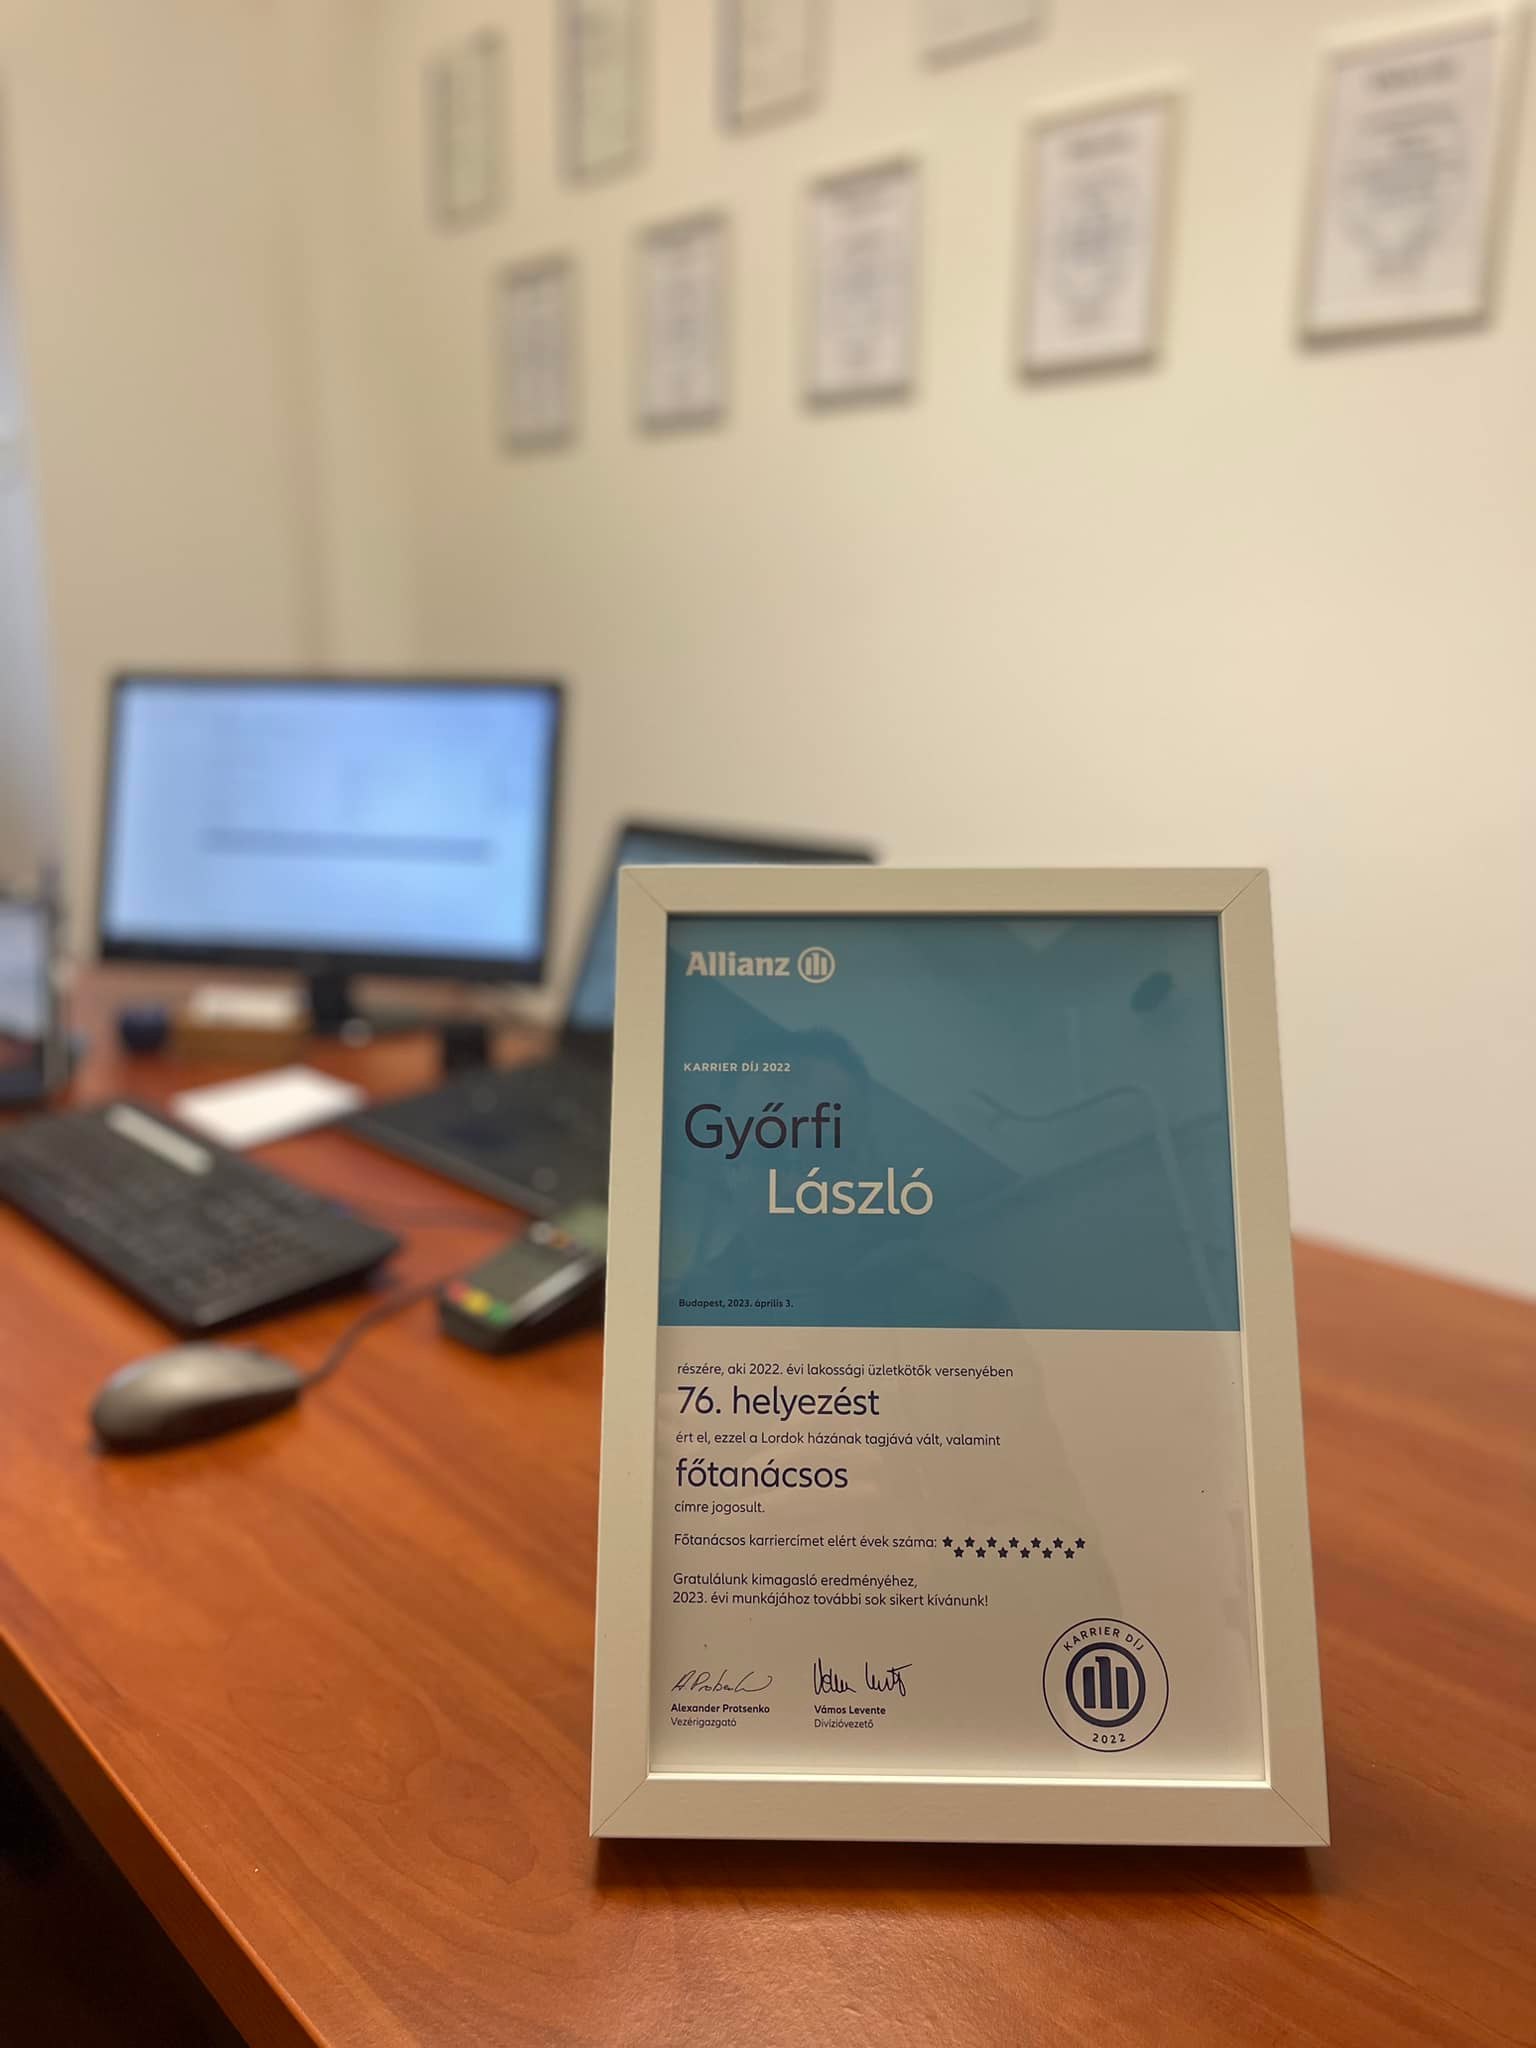 Allianz
KARRIER DÍJ 2022
Győrfi
László
Budapest, 2023. április 3.
részére, aki 2022. évi lakossági üzletkötők versenyében
76. helyezést
ért el, ezzel a Lordok házának tagjává vált, valamint
főtanácsos
címre jogosult.
Főtanácsos karriercímet elért évek száma:
Gratulálunk kimagasló eredményéhez,
2023. évi munkájához további sok sikert kívánunk!
Alexander Protsenko
Vezérigazgató
Vámos Levente
Divízióvezető
KARRIER DÍJ
2022